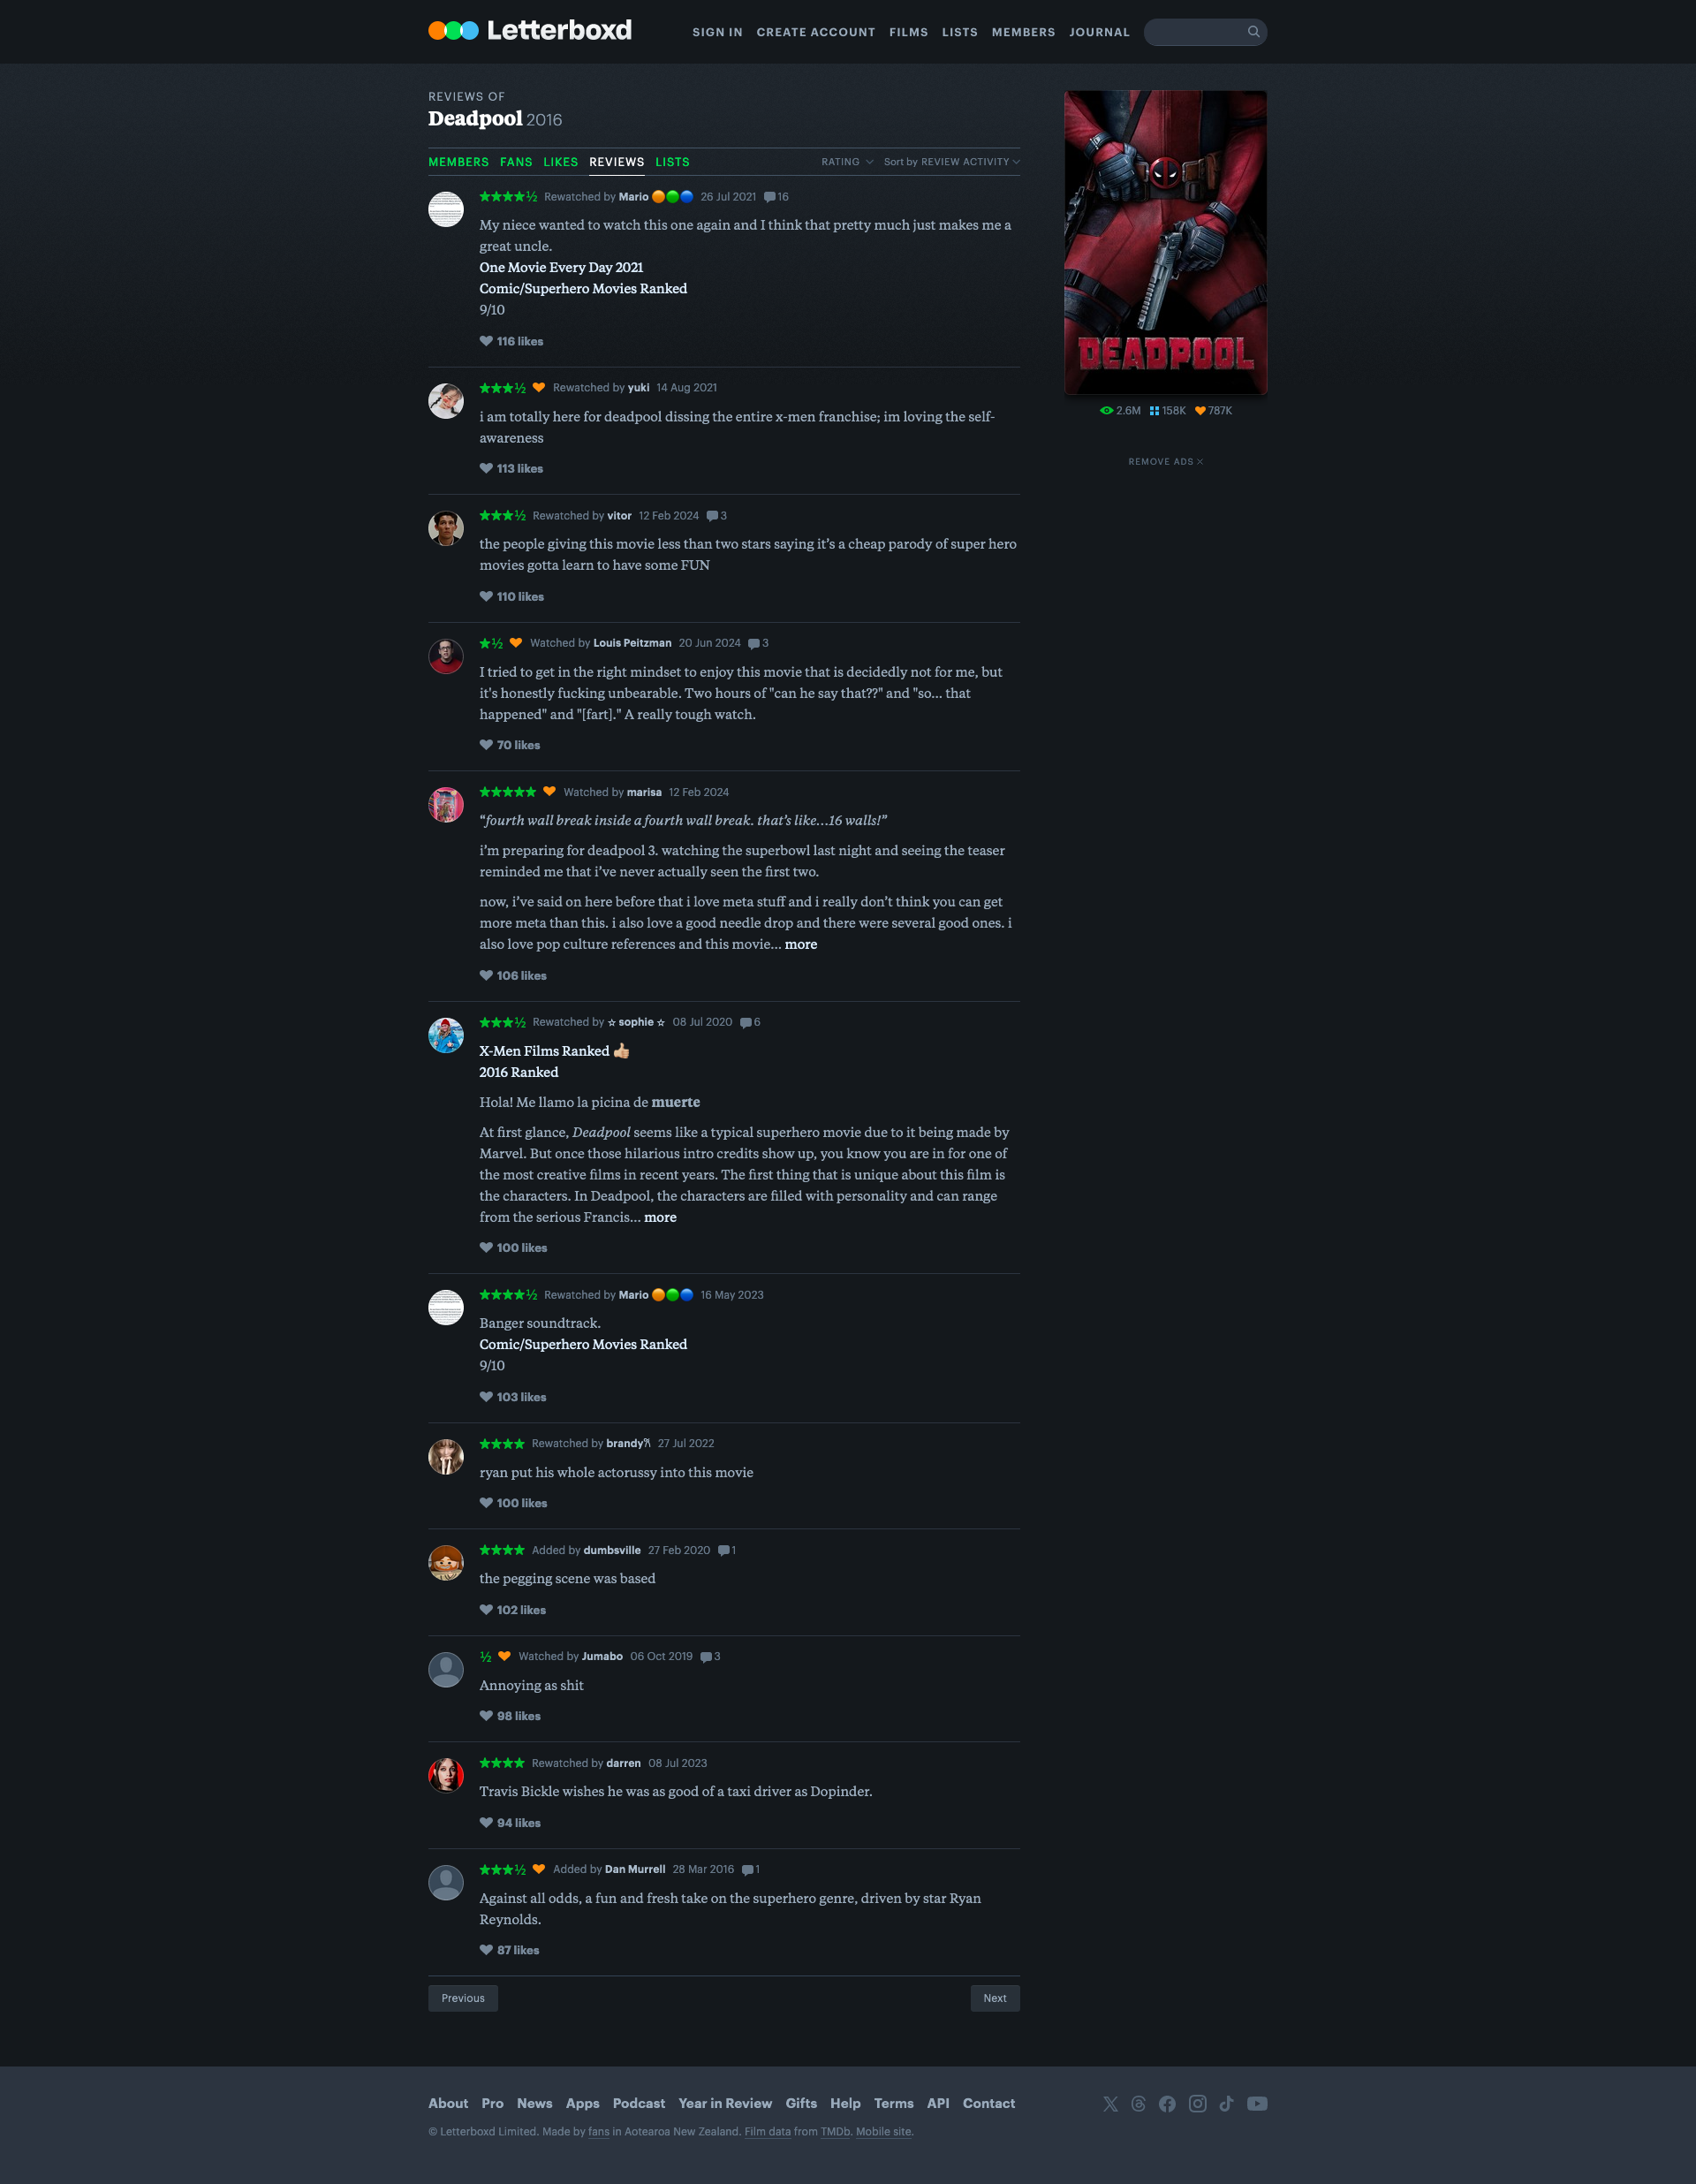 Letterboxd
SIGN IN CREATE ACCOUNT FILMS LISTS MEMBERS JOURNAL
REVIEWS OF
Deadpool 2016
MEMBERS FANS LIKES REVIEWS LISTS RATING Sort by REVIEW ACTIVITY
★★★★½ Rewatched by Mario 🟠🟢🔵 26 Jul 2021 16
My niece wanted to watch this one again and I think that pretty much just makes me a
great uncle.
One Movie Every Day 2021
Comic/Superhero Movies Ranked
9/10
116 likes
★★★½ Rewatched by yuki 14 Aug 2021
i am totally here for deadpool dissing the entire x-men franchise; im loving the self-
awareness
113 likes
★★★½ Rewatched by vitor 12 Feb 2024 3
the people giving this movie less than two stars saying it’s a cheap parody of super hero
movies gotta learn to have some FUN
110 likes
★½ Watched by Louis Peitzman 20 Jun 2024 3
I tried to get in the right mindset to enjoy this movie that is decidedly not for me, but
it's honestly fucking unbearable. Two hours of "can he say that??" and "so… that
happened" and "[fart]." A really tough watch.
70 likes
★★★★★ Watched by marisa 12 Feb 2024
“fourth wall break inside a fourth wall break. that’s like…16 walls!”
i’m preparing for deadpool 3. watching the superbowl last night and seeing the teaser
reminded me that i’ve never actually seen the first two.
now, i’ve said on here before that i love meta stuff and i really don’t think you can get
more meta than this. i also love a good needle drop and there were several good ones. i
also love pop culture references and this movie… more
106 likes
★★★½ Rewatched by ☆ sophie ☆ 08 Jul 2020 6
X-Men Films Ranked 👍🏼
2016 Ranked
Hola! Me llamo la picina de muerte
At first glance, Deadpool seems like a typical superhero movie due to it being made by
Marvel. But once those hilarious intro credits show up, you know you are in for one of
the most creative films in recent years. The first thing that is unique about this film is
the characters. In Deadpool, the characters are filled with personality and can range
from the serious Francis… more
100 likes
★★★★½ Rewatched by Mario 🟠🟢🔵 16 May 2023
Banger soundtrack.
Comic/Superhero Movies Ranked
9/10
103 likes
★★★★ Rewatched by brandy 27 Jul 2022
ryan put his whole actorussy into this movie
100 likes
★★★★ Added by dumbsville 27 Feb 2020 1
the pegging scene was based
102 likes
½ Watched by Jumabo 06 Oct 2019 3
Annoying as shit
98 likes
★★★★ Rewatched by darren 08 Jul 2023
Travis Bickle wishes he was as good of a taxi driver as Dopinder.
94 likes
★★★½ Added by Dan Murrell 28 Mar 2016 1
Against all odds, a fun and fresh take on the superhero genre, driven by star Ryan
Reynolds.
87 likes
Previous Next
DEADPOOL
2.6M 158K 787K
REMOVE ADS
About Pro News Apps Podcast Year in Review Gifts Help Terms API Contact
© Letterboxd Limited. Made by fans in Aotearoa New Zealand. Film data from TMDb. Mobile site.